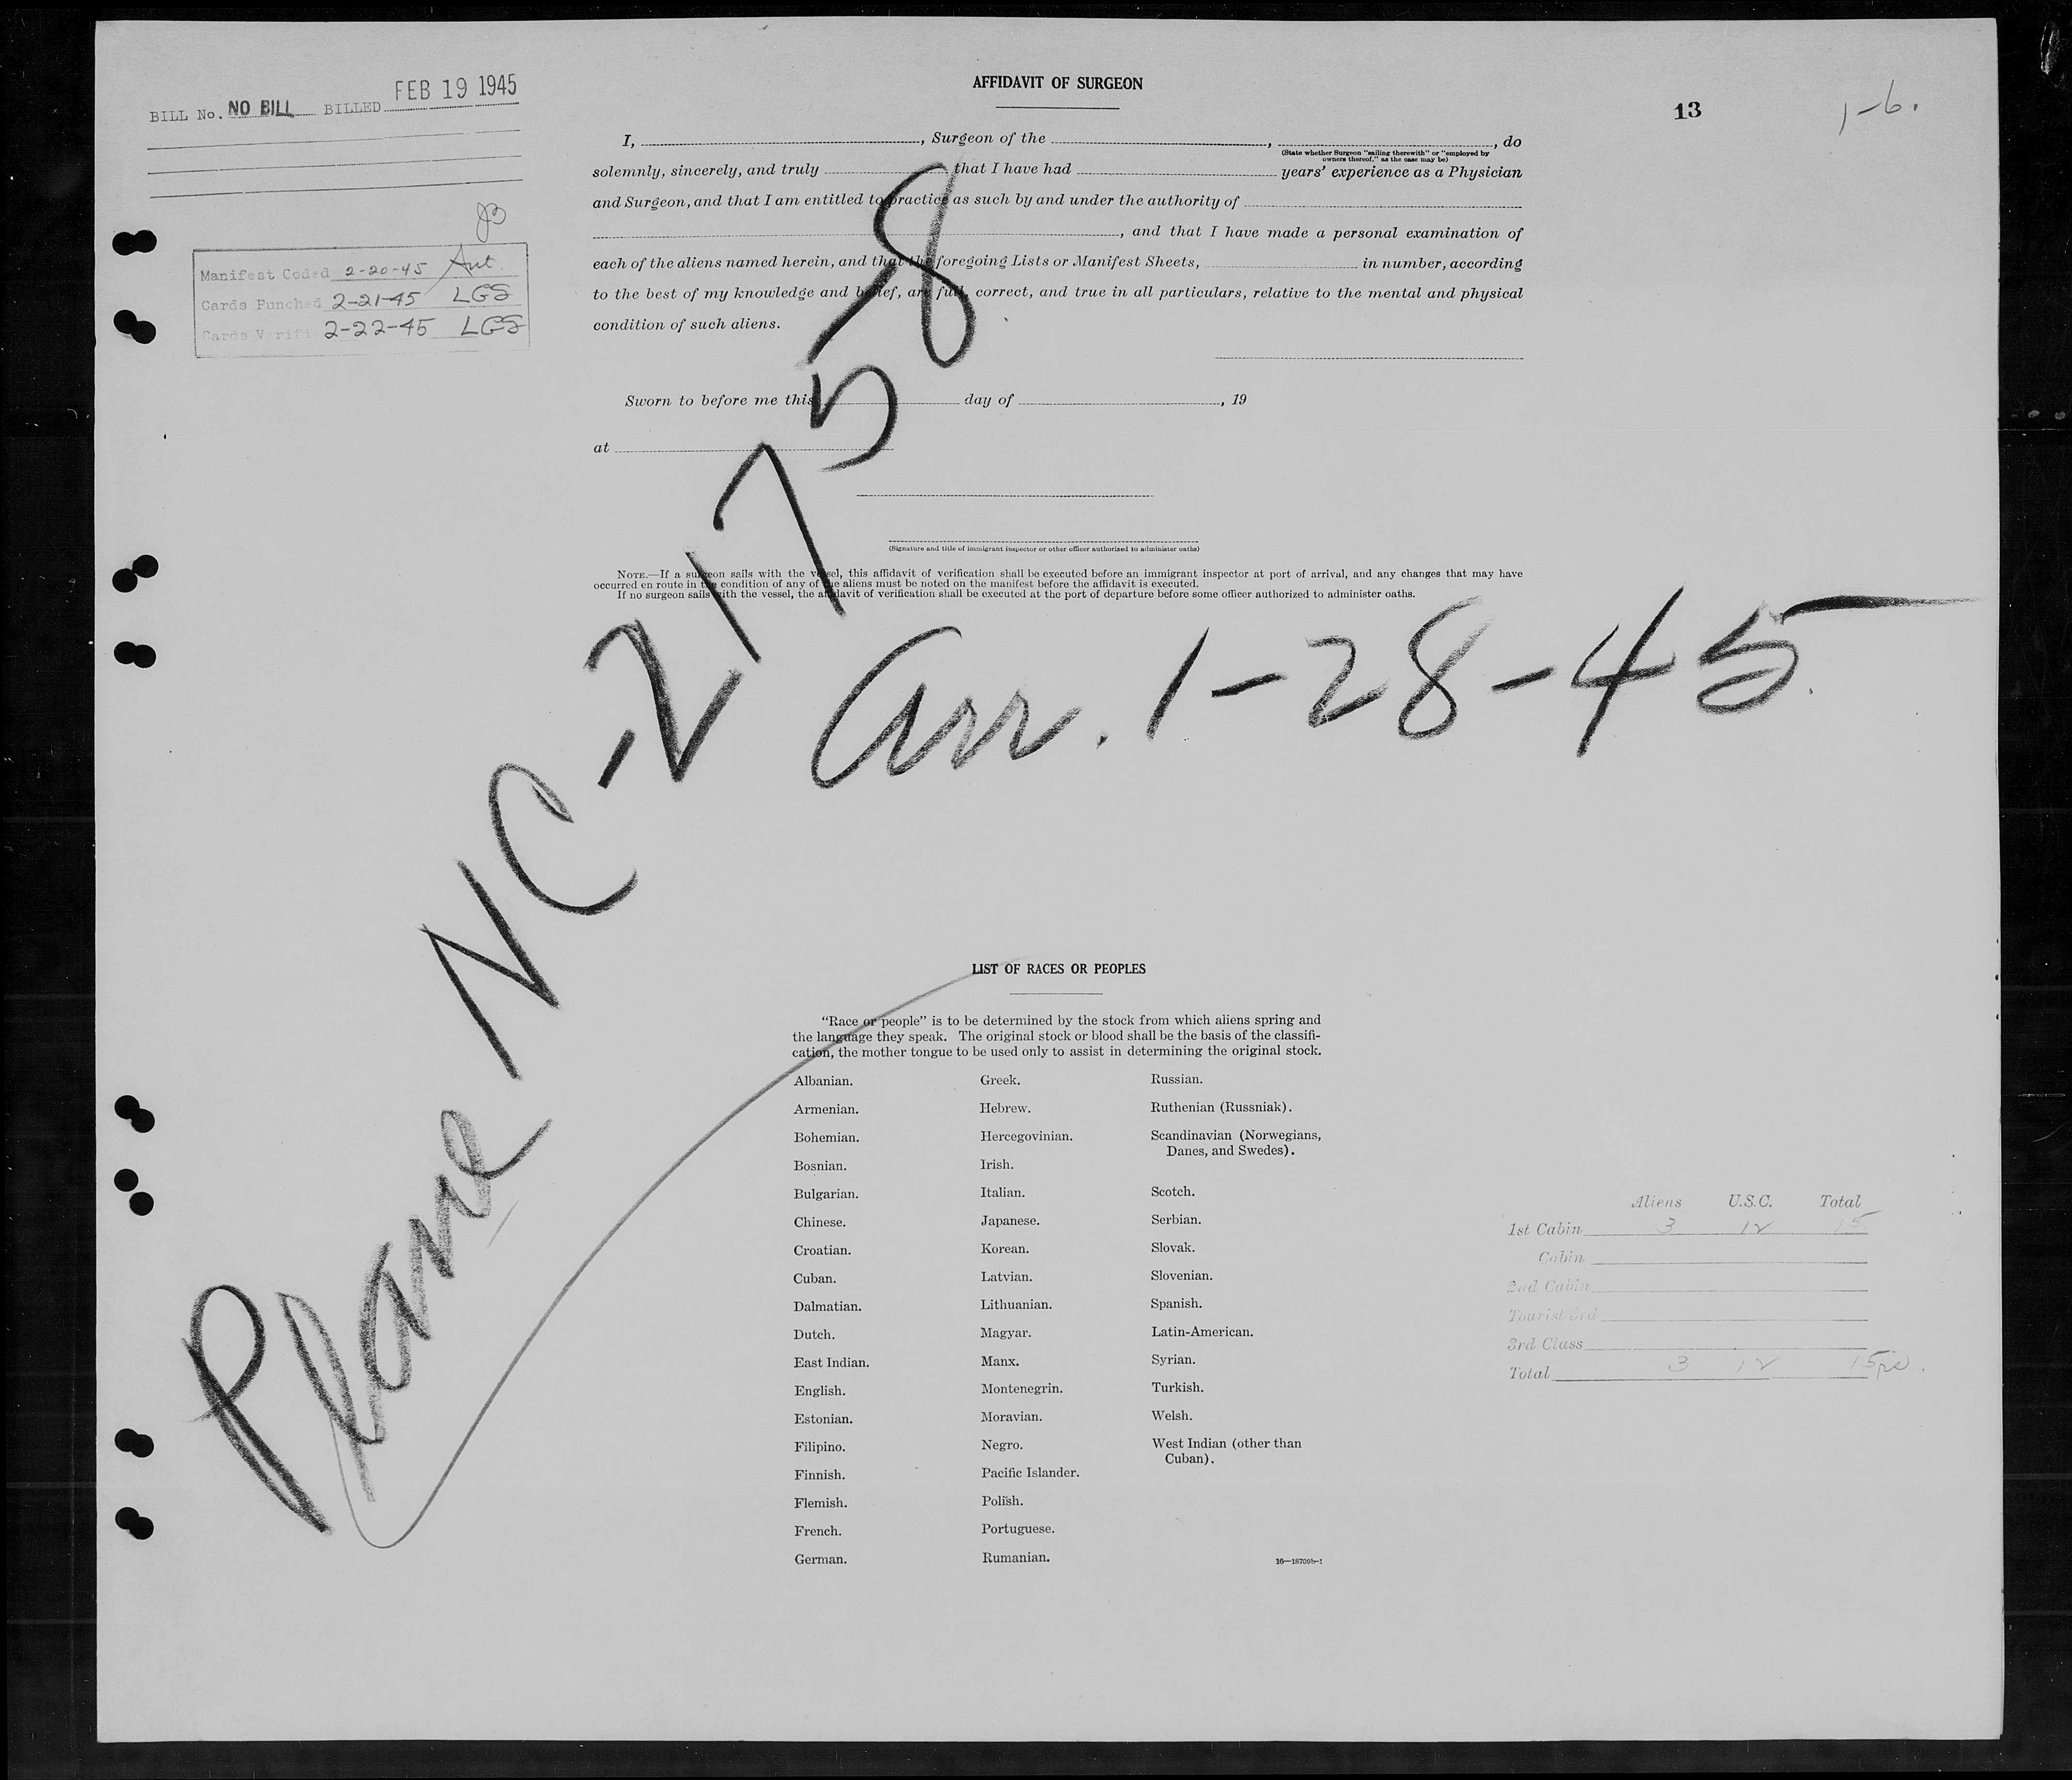 BILL No. NO BILL BILLED FEB 19 1945
AFFIDAVIT OF SURGEON
13
1-6.
I, , Surgeon of the , , do
(State whether Surgeon "sailing therewith" or "employed by
owners thereof," as the case may be)
solemnly, sincerely, and truly that I have had years' experience as a Physician
and Surgeon, and that I am entitled to practice as such by and under the authority of
, and that I have made a personal examination of
each of the aliens named herein, and that the foregoing Lists or Manifest Sheets, in number, according
to the best of my knowledge and belief, are full, correct, and true in all particulars, relative to the mental and physical
condition of such aliens.
Manifest Coded 2-20-45 Ant.
Cards Punched 2-21-45 LGS
Cards Verifi 2-22-45 LGS
Sworn to before me this day of , 19
at
(Signature and title of immigrant inspector or other officer authorized to administer oaths)
NOTE.—If a surgeon sails with the vessel, this affidavit of verification shall be executed before an immigrant inspector at port of arrival, and any changes that may have
occurred en route in the condition of any of the aliens must be noted on the manifest before the affidavit is executed.
If no surgeon sails with the vessel, the affidavit of verification shall be executed at the port of departure before some officer authorized to administer oaths.
Plane NC-21758
Arr. 1-28-45
LIST OF RACES OR PEOPLES
"Race or people" is to be determined by the stock from which aliens spring and
the language they speak. The original stock or blood shall be the basis of the classifi-
cation, the mother tongue to be used only to assist in determining the original stock.
Albanian.
Armenian.
Bohemian.
Bosnian.
Bulgarian.
Chinese.
Croatian.
Cuban.
Dalmatian.
Dutch.
East Indian.
English.
Estonian.
Filipino.
Finnish.
Flemish.
French.
German.
Greek.
Hebrew.
Hercegovinian.
Irish.
Italian.
Japanese.
Korean.
Latvian.
Lithuanian.
Magyar.
Manx.
Montenegrin.
Moravian.
Negro.
Pacific Islander.
Polish.
Portuguese.
Rumanian.
Russian.
Ruthenian (Russniak).
Scandinavian (Norwegians,
Danes, and Swedes).
Scotch.
Serbian.
Slovak.
Slovenian.
Spanish.
Latin-American.
Syrian.
Turkish.
Welsh.
West Indian (other than
Cuban).
16—18709b-1
Aliens U.S.C. Total
1st Cabin 3 12 15
Cabin
2nd Cabin
Tourist 3rd
3rd Class
Total 3 12 15